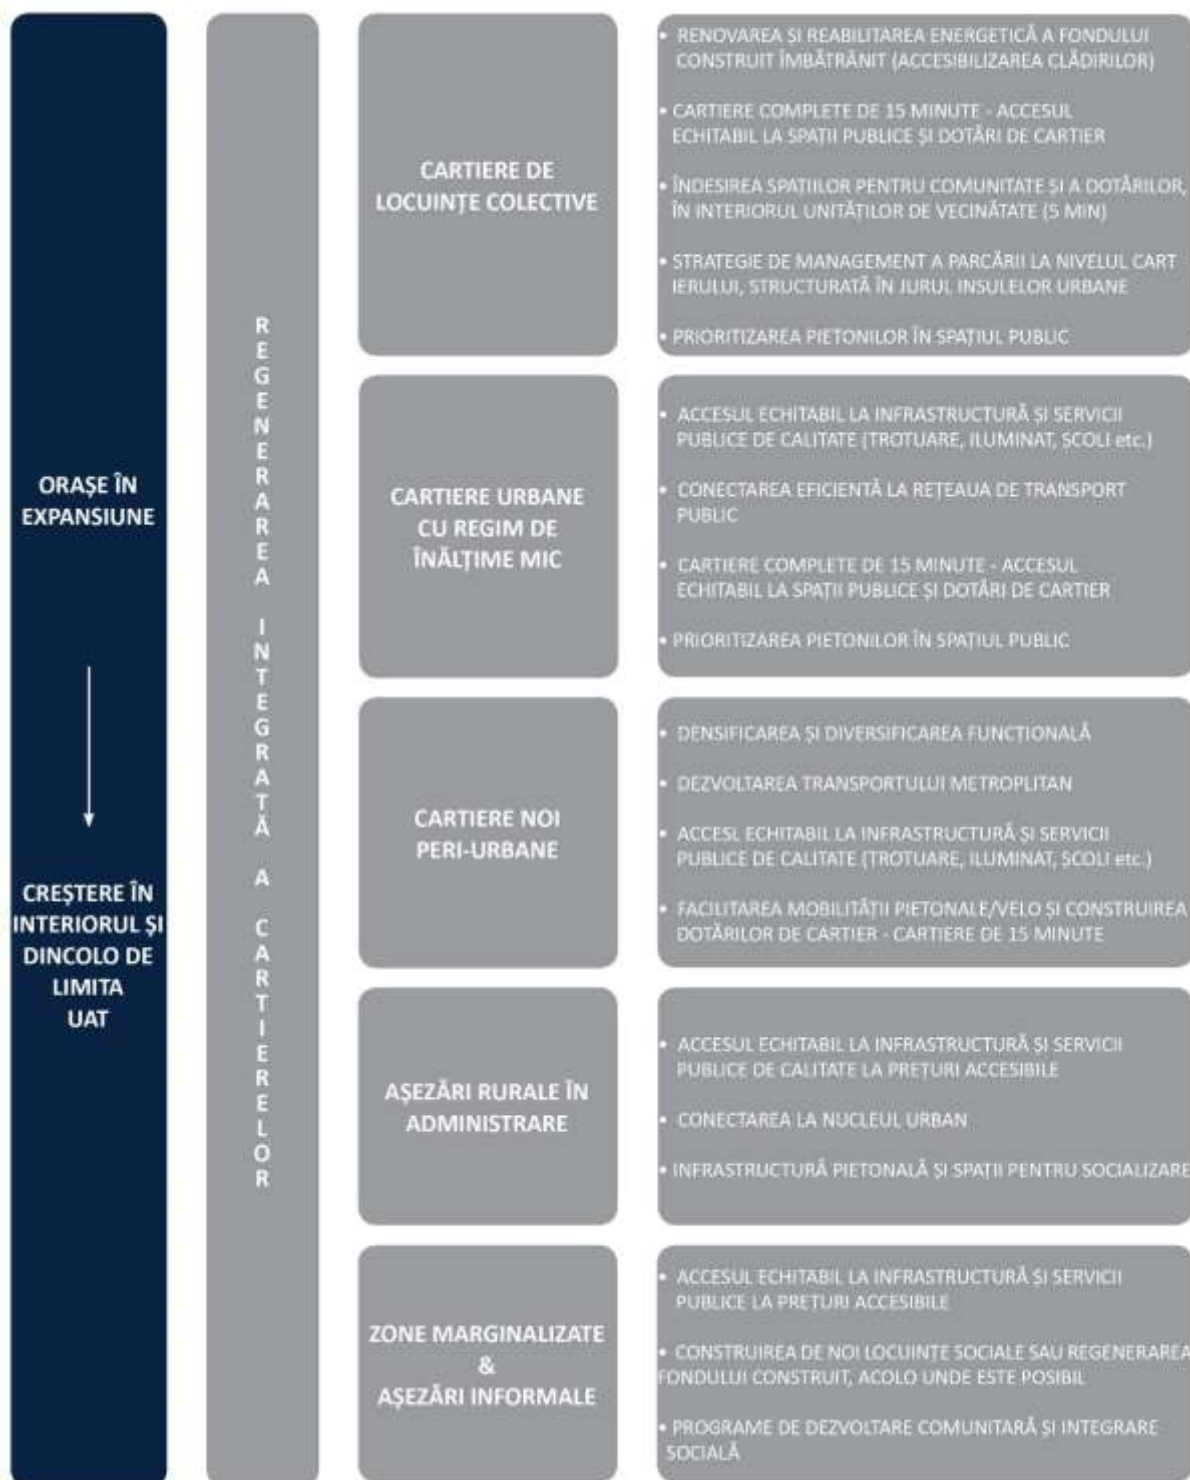 ORAȘE ÎN
EXPANSIUNE
CREȘTERE ÎN
INTERIORUL ȘI
DINCOLO DE
LIMITA
UAT
REGENERAREA INTEGRATĂ A CARTIERELOR
CARTIERE DE
LOCUINȚE COLECTIVE
• RENOVAREA SI REABILITAREA ENERGETICĂ A FONDULUI
CONSTRUIT ÎMBĂTRÂNIT (ACCESIBILIZAREA CLĂDIRILOR)
• CARTIERE COMPLETE DE 15 MINUTE - ACCESUL
ECHITABIL LA SPAȚII PUBLICE ȘI DOTĂRI DE CARTIER
• ÎNDESIREA SPAȚIILOR PENTRU COMUNITATE ȘI A DOTĂRILOR,
ÎN INTERIORUL UNITĂȚILOR DE VECINĂTATE (5 MIN)
• STRATEGIE DE MANAGEMENT A PARCĂRII LA NIVELUL CART
IERULUI, STRUCTURATĂ ÎN JURUL INSULELOR URBANE
• PRIORITIZAREA PIETONILOR ÎN SPAȚIUL PUBLIC
CARTIERE URBANE
CU REGIM DE
ÎNĂLȚIME MIC
• ACCESUL ECHITABIL LA INFRASTRUCTURĂ ȘI SERVICII
PUBLICE DE CALITATE (TROTUARE, ILUMINAT, ȘCOLI etc.)
• CONECTAREA EFICIENTĂ LA REȚEAUA DE TRANSPORT
PUBLIC
• CARTIERE COMPLETE DE 15 MINUTE - ACCESUL
ECHITABIL LA SPAȚII PUBLICE ȘI DOTĂRI DE CARTIER
• PRIORITIZAREA PIETONILOR ÎN SPAȚIUL PUBLIC
CARTIERE NOI
PERI-URBANE
• DENSIFICAREA ȘI DIVERSIFICAREA FUNCȚIONALĂ
• DEZVOLTAREA TRANSPORTULUI METROPLITAN
• ACCESL ECHITABIL LA INFRASTRUCTURĂ ȘI SERVICII
PUBLICE DE CALITATE (TROTUARE, ILUMINAT, ȘCOLI etc.)
• FACILITAREA MOBILITĂȚII PIETONALE/VELO ȘI CONSTRUIREA
DOTĂRILOR DE CARTIER - CARTIERE DE 15 MINUTE
AȘEZĂRI RURALE ÎN
ADMINISTRARE
• ACCESUL ECHITABIL LA INFRASTRUCTURĂ ȘI SERVICII
PUBLICE DE CALITATE LA PREȚURI ACCESIBILE
• CONECTAREA LA NUCLEUL URBAN
• INFRASTRUCTURĂ PIETONALĂ ȘI SPAȚII PENTRU SOCIALIZARE
ZONE MARGINALIZATE
&
AȘEZĂRI INFORMALE
• ACCESUL ECHITABIL LA INFRASTRUCTURĂ ȘI SERVICII
PUBLICE LA PREȚURI ACCESIBILE
• CONSTRUIREA DE NOI LOCUINȚE SOCIALE SAU REGENERAREA
FONDULUI CONSTRUIT, ACOLO UNDE ESTE POSIBIL
• PROGRAME DE DEZVOLTARE COMUNITARĂ ȘI INTEGRARE
SOCIALĂ